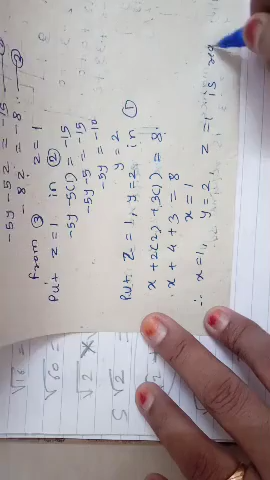 -5y - 5z = -15
-8z = -8 - ③
from ③ z = 1
Put z = 1 in ②
-5y - 5(1) = -15
-5y - 5 = -15
-5y = -10
y = 2
Put z = 1, y = 2 in ①
x + 2(2) + 3(1) = 8.
x + 4 + 3 = 8
x = 1
∴ x = 1, y = 2, z = 1 is
√16 =
√60 =
√2 ×
5√2 =